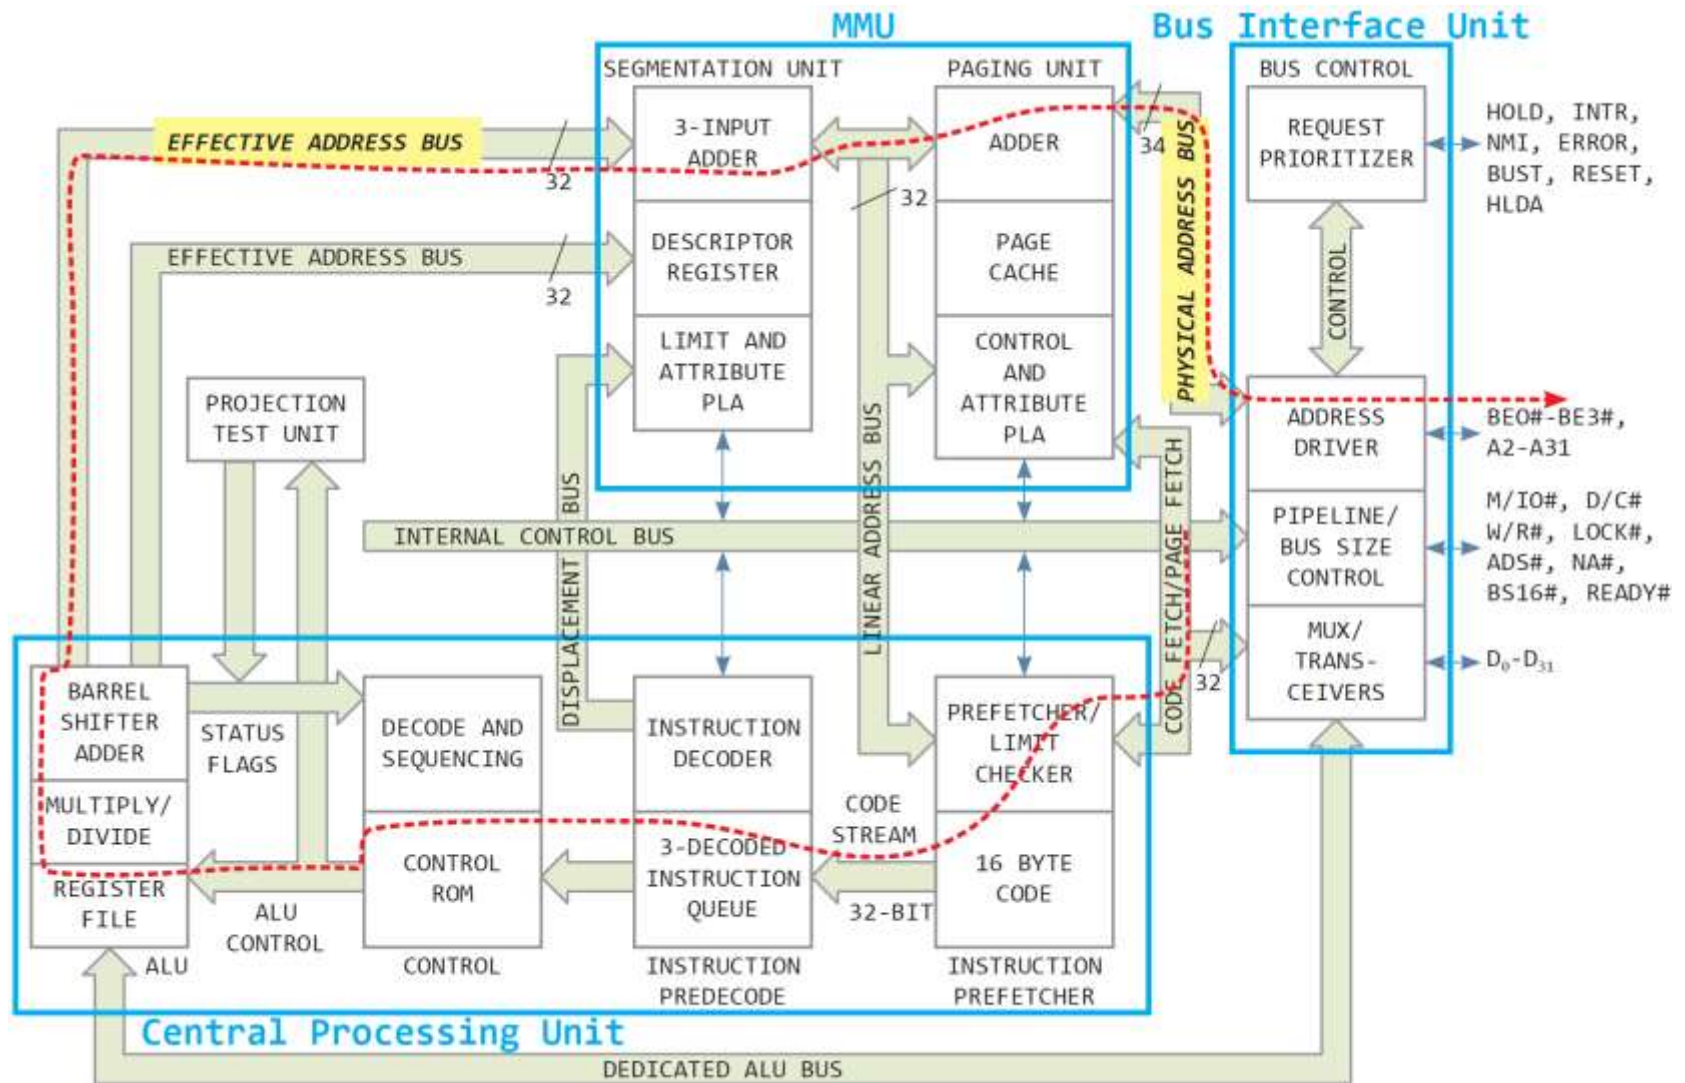 MMU
Bus Interface Unit
SEGMENTATION UNIT
PAGING UNIT
BUS CONTROL
3-INPUT
ADDER
ADDER
REQUEST
PRIORITIZER
HOLD, INTR,
NMI, ERROR,
BUST, RESET,
HLDA
EFFECTIVE ADDRESS BUS
32
34
32
PHYSICAL ADDRESS BUS
DESCRIPTOR
REGISTER
PAGE
CACHE
CONTROL
EFFECTIVE ADDRESS BUS
32
LIMIT AND
ATTRIBUTE
PLA
CONTROL
AND
ATTRIBUTE
PLA
PROJECTION
TEST UNIT
ADDRESS
DRIVER
BEO#-BE3#,
A2-A31
DISPLACEMENT BUS
LINEAR ADDRESS BUS
CODE FETCH/PAGE FETCH
INTERNAL CONTROL BUS
PIPELINE/
BUS SIZE
CONTROL
M/IO#, D/C#
W/R#, LOCK#,
ADS#, NA#,
BS16#, READY#
MUX/
TRANS-
CEIVERS
32
D₀-D₃₁
BARREL
SHIFTER
ADDER
STATUS
FLAGS
DECODE AND
SEQUENCING
INSTRUCTION
DECODER
PREFETCHER/
LIMIT
CHECKER
MULTIPLY/
DIVIDE
CODE
STREAM
REGISTER
FILE
ALU
CONTROL
CONTROL
ROM
3-DECODED
INSTRUCTION
QUEUE
32-BIT
16 BYTE
CODE
ALU
CONTROL
INSTRUCTION
PREDECODE
INSTRUCTION
PREFETCHER
Central Processing Unit
DEDICATED ALU BUS